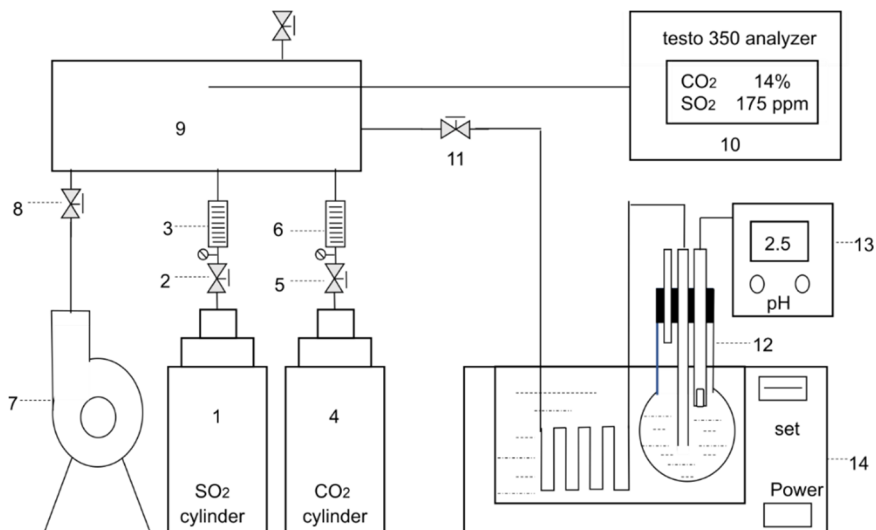 testo 350 analyzer
CO2 14%
SO2 175 ppm
10
9
11
8
3
6
2
5
2.5
pH
13
12
7
1
4
SO2
cylinder
CO2
cylinder
set
14
Power